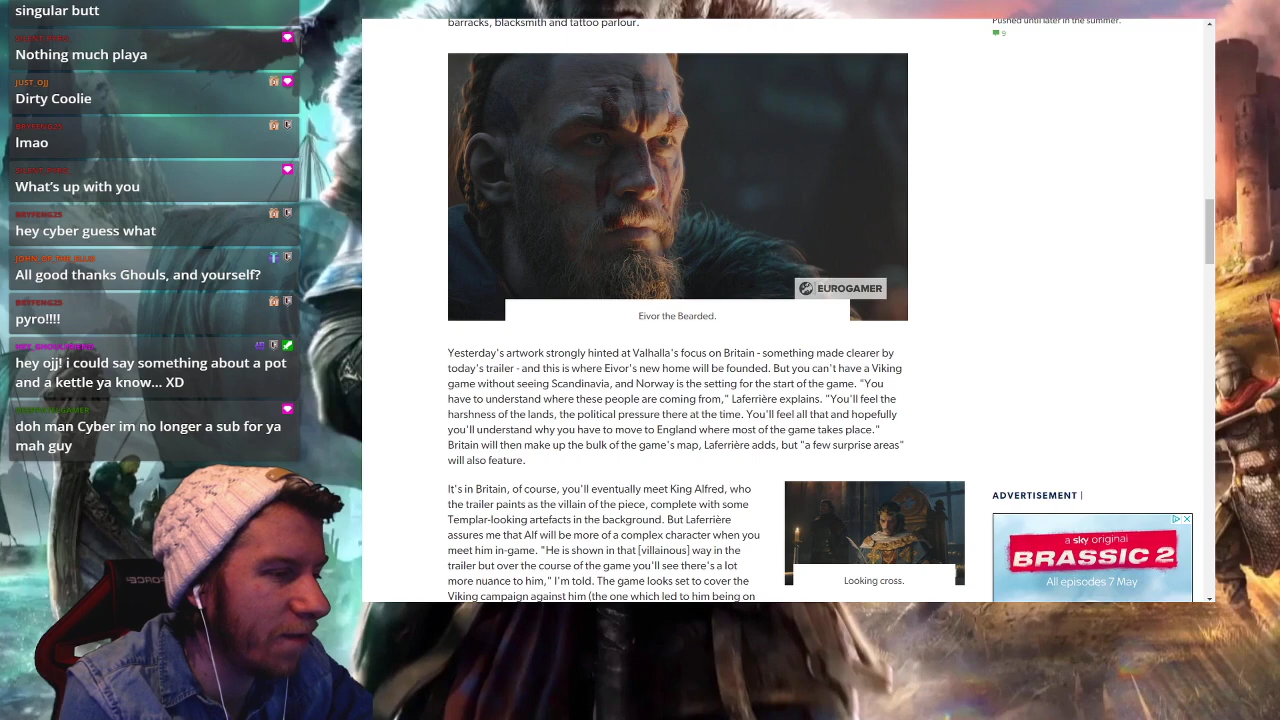 singular butt
Nothing much playa
JUST_OJJ
Dirty Coolie
BRYFENG25
lmao
What's up with you
BRYFENG25
hey cyber guess what
All good thanks Ghouls, and yourself?
BRYFENG25
pyro!!!!
hey ojj! i could say something about a pot
and a kettle ya know... XD
doh man Cyber im no longer a sub for ya
mah guy
barracks, blacksmith and tattoo parlour.
EUROGAMER
Eivor the Bearded.
Yesterday's artwork strongly hinted at Valhalla's focus on Britain - something made clearer by
today's trailer - and this is where Eivor's new home will be founded. But you can't have a Viking
game without seeing Scandinavia, and Norway is the setting for the start of the game. "You
have to understand where these people are coming from," Laferrière explains. "You'll feel the
harshness of the lands, the political pressure there at the time. You'll feel all that and hopefully
you'll understand why you have to move to England where most of the game takes place."
Britain will then make up the bulk of the game's map, Laferrière adds, but "a few surprise areas"
will also feature.
It's in Britain, of course, you'll eventually meet King Alfred, who
the trailer paints as the villain of the piece, complete with some
Templar-looking artefacts in the background. But Laferrière
assures me that Alf will be more of a complex character when you
meet him in-game. "He is shown in that [villainous] way in the
trailer but over the course of the game you'll see there's a lot
more nuance to him," I'm told. The game looks set to cover the
Viking campaign against him (the one which led to him being on
Looking cross.
Pushed until later in the summer.
9
ADVERTISEMENT |
a sky original
BRASSIC 2
All episodes 7 May